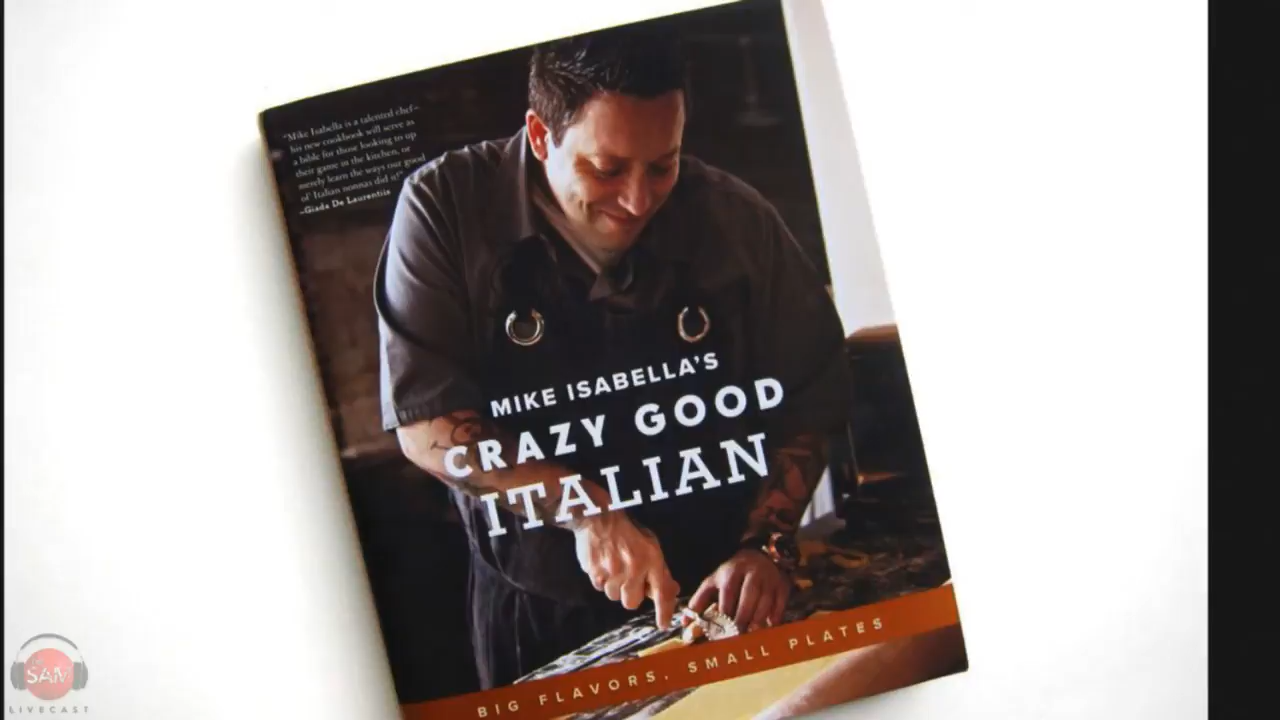 "Mike Isabella is a talented chef—
his new cookbook will serve as
a bible for those looking to up
their game in the kitchen, or
merely learn the ways our good
ol' Italian nonnas did it!"
–Giada De Laurentiis
MIKE ISABELLA'S
CRAZY GOOD
ITALIAN
BIG FLAVORS, SMALL PLATES
SAM
LIVECAST